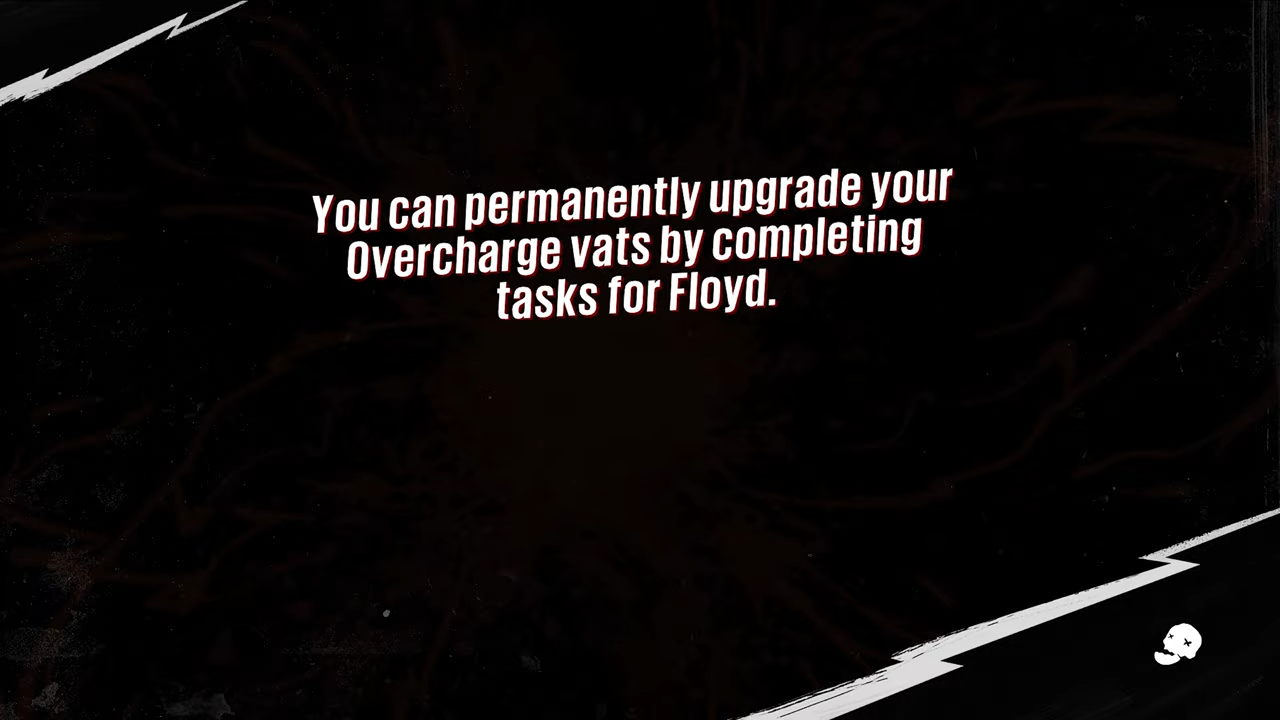 You can permanently upgrade your
Overcharge vats by completing
tasks for Floyd.